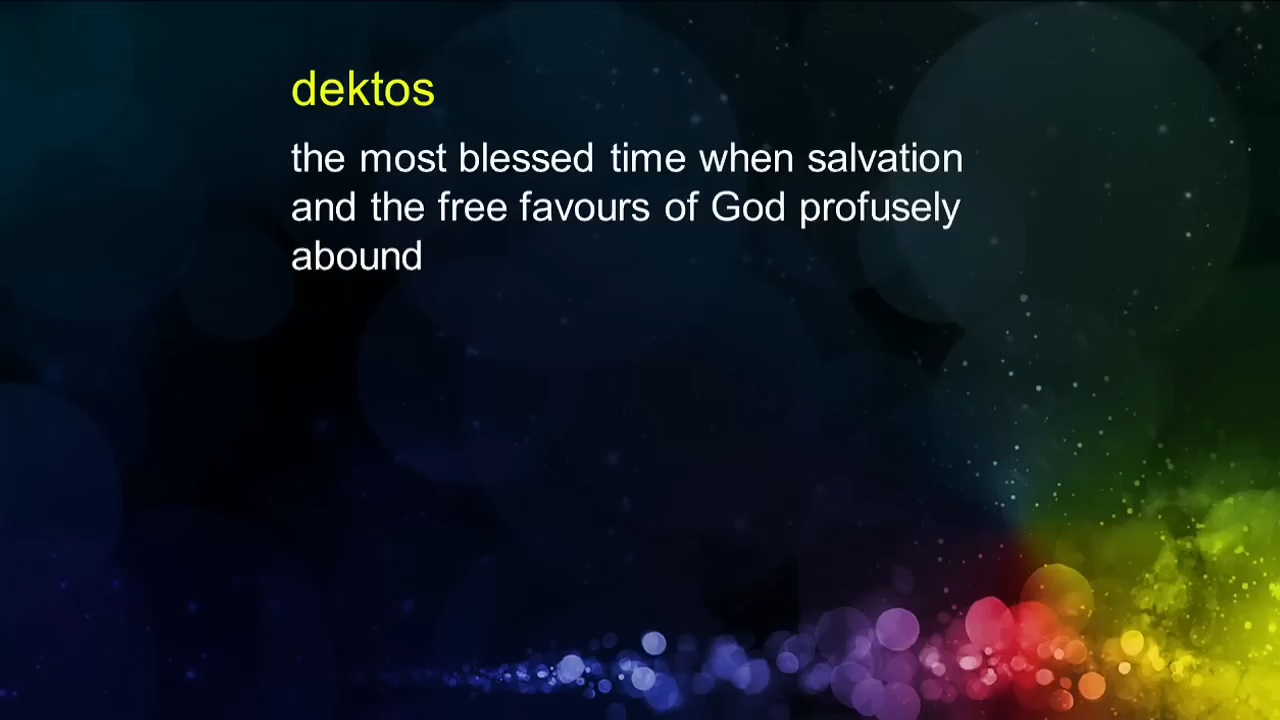 dektos
the most blessed time when salvation
and the free favours of God profusely
abound